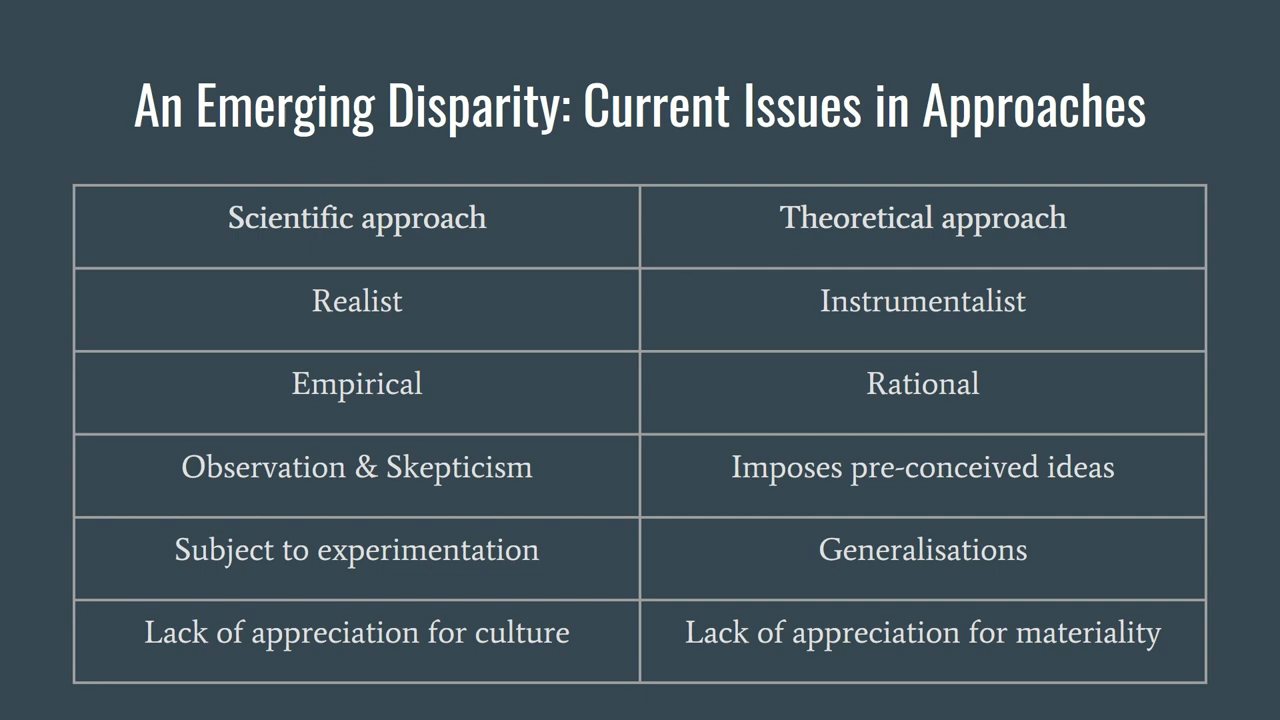 An Emerging Disparity: Current Issues in Approaches
Scientific approach
Theoretical approach
Realist
Instrumentalist
Empirical
Rational
Observation & Skepticism
Imposes pre-conceived ideas
Subject to experimentation
Generalisations
Lack of appreciation for culture
Lack of appreciation for materiality